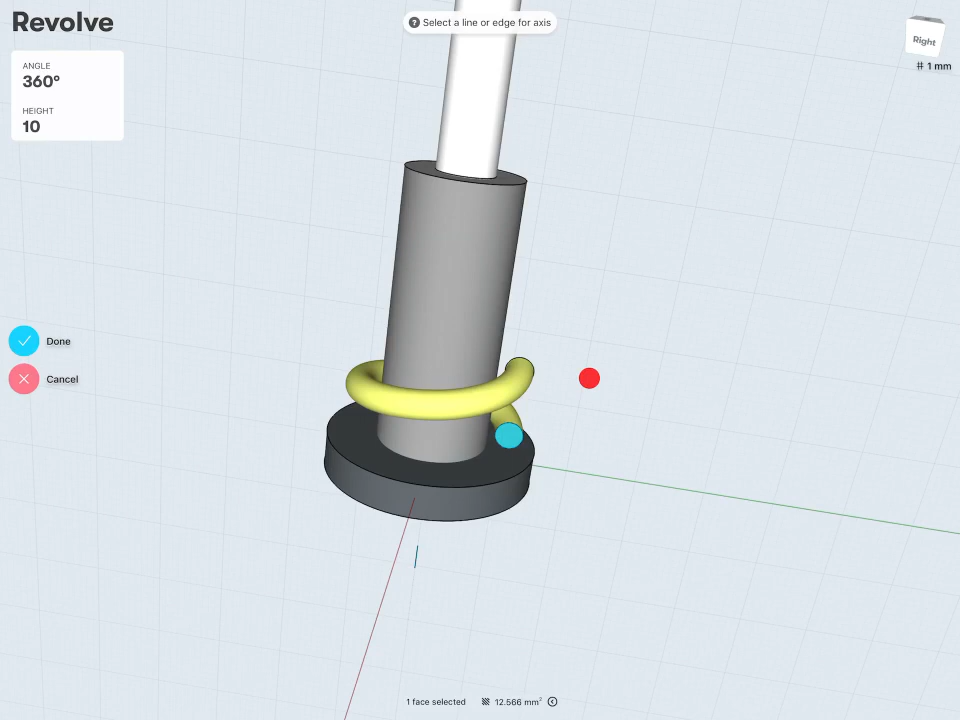 Revolve
Select a line or edge for axis
Right
1 mm
ANGLE
360°
HEIGHT
10
Done
Cancel
1 face selected 12.566 mm²